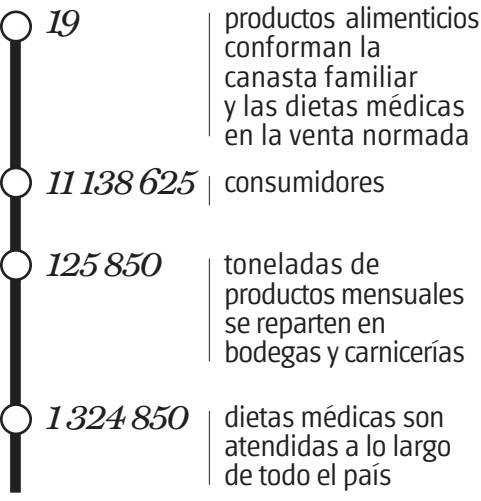 19 productos alimenticios
conforman la
canasta familiar
y las dietas médicas
en la venta normada
11 138 625 consumidores
125 850 toneladas de
productos mensuales
se reparten en
bodegas y carnicerías
1 324 850 dietas médicas son
atendidas a lo largo
de todo el país